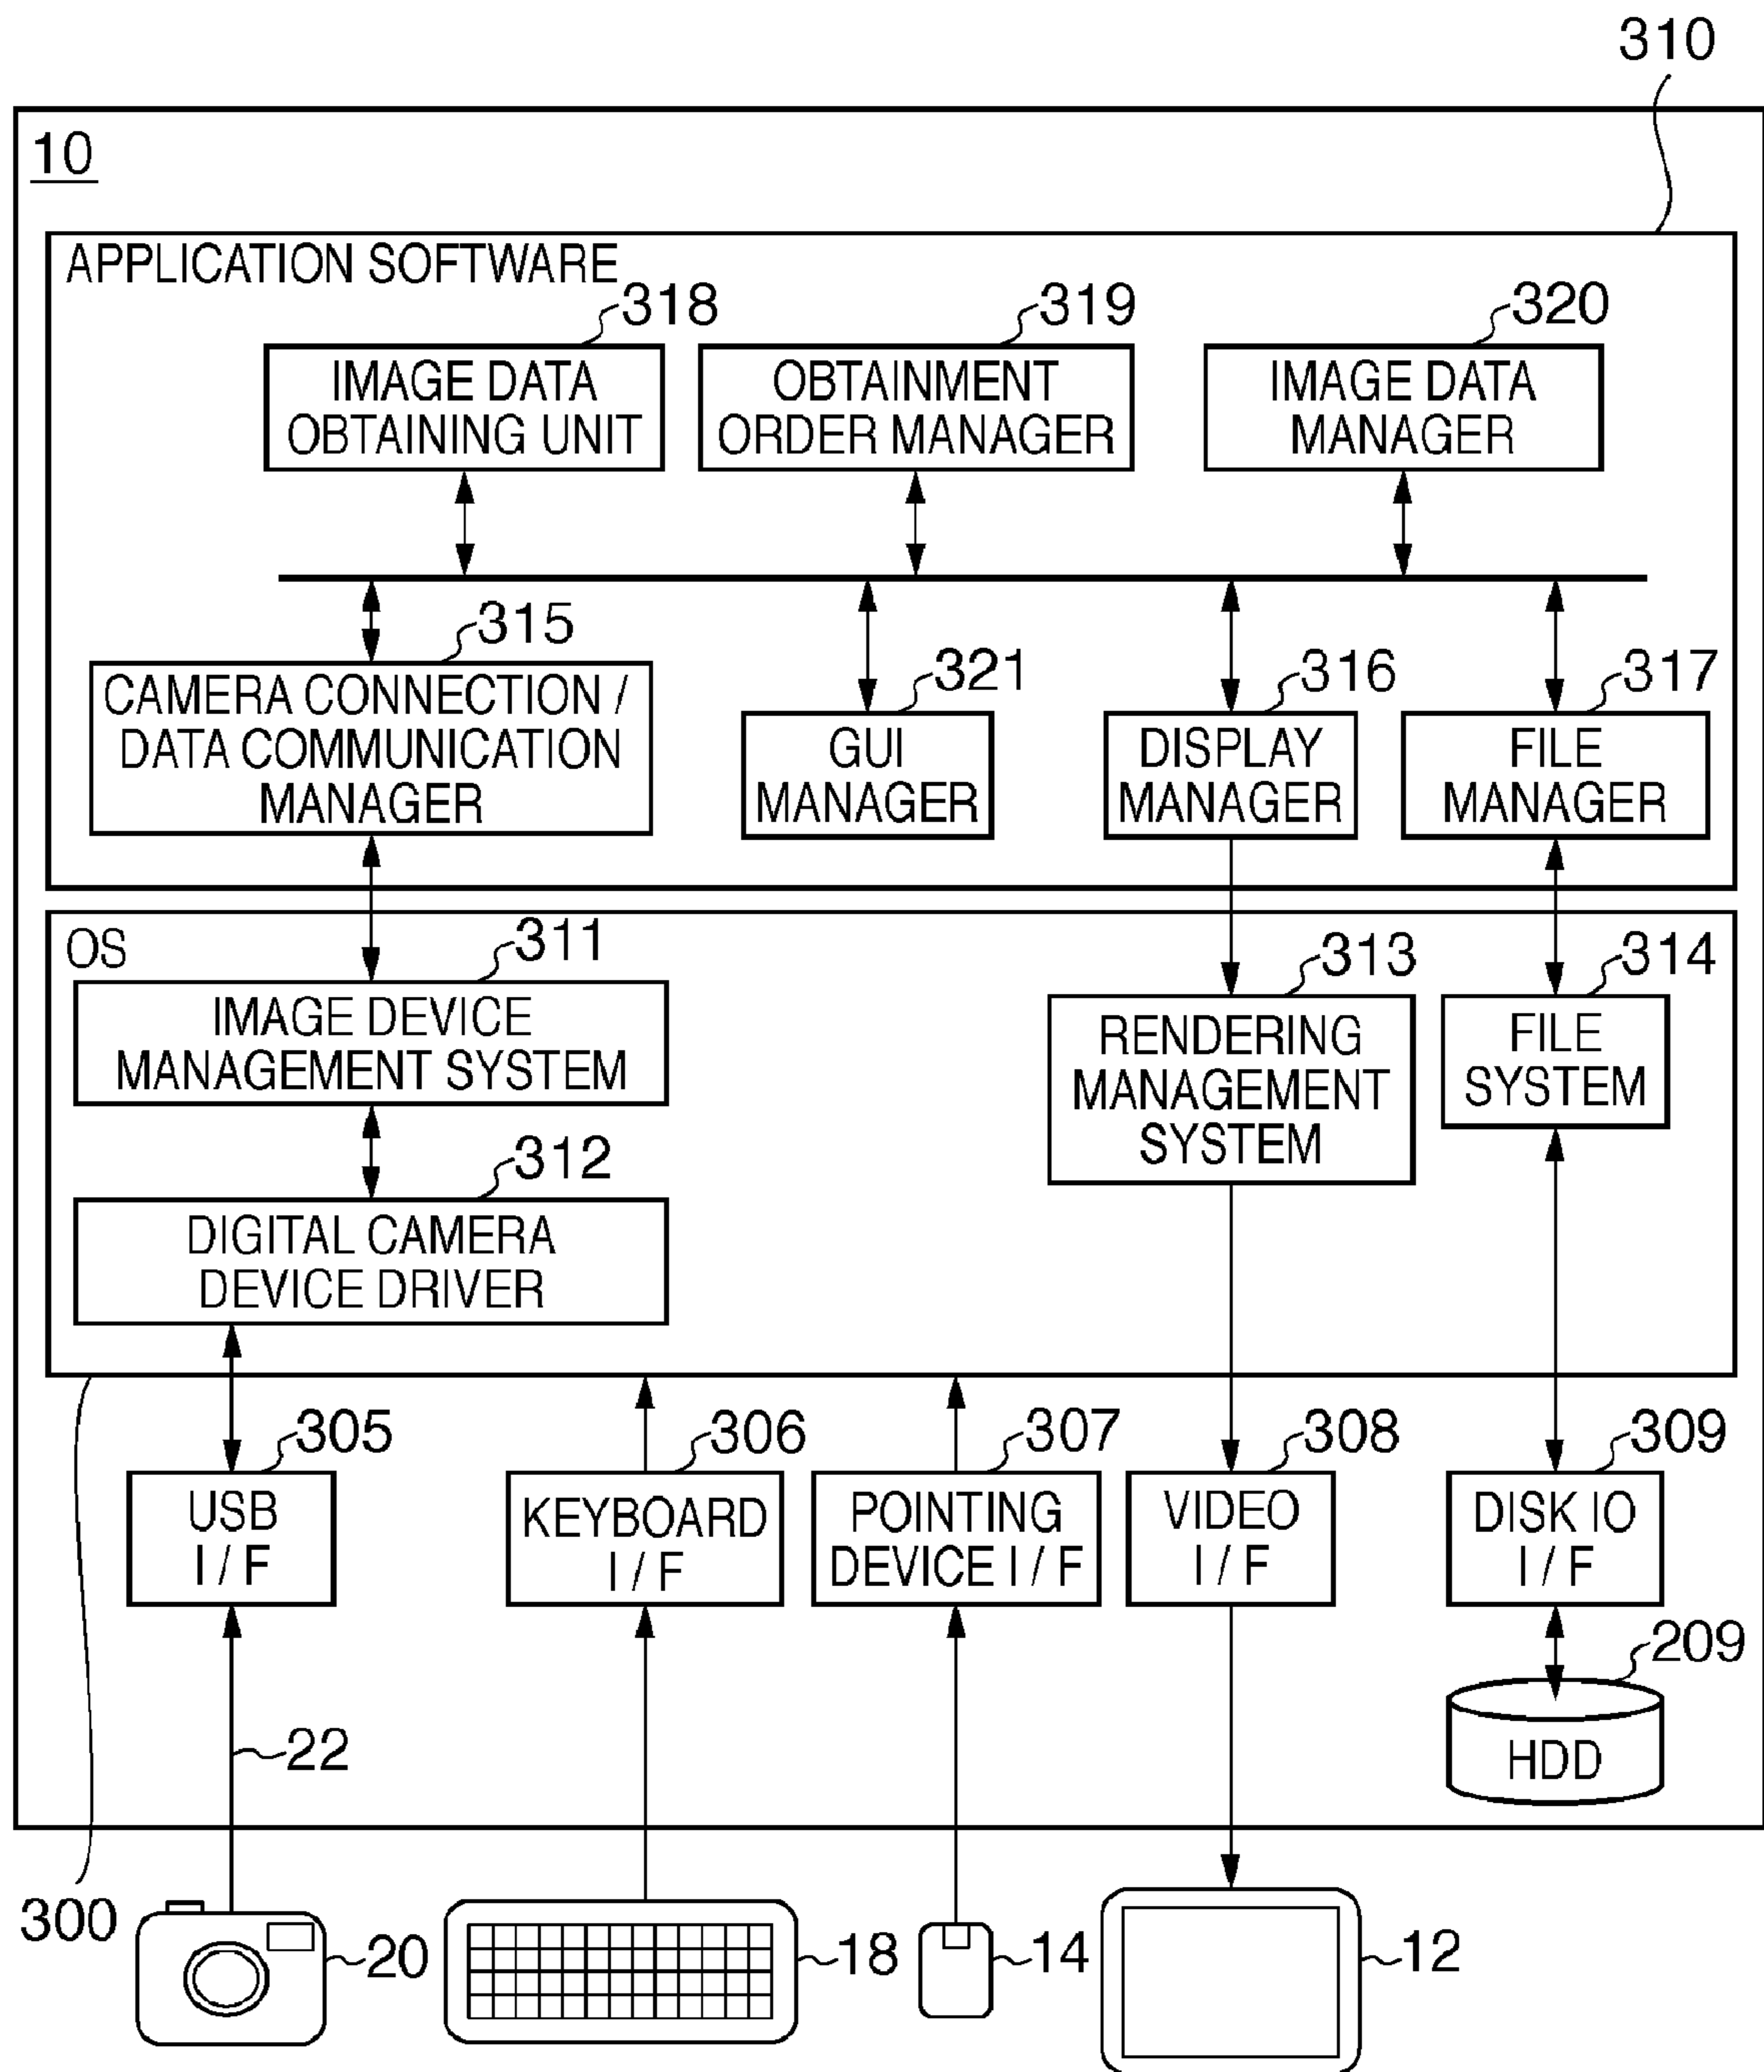 310
10
APPLICATION SOFTWARE
318
319
320
IMAGE DATA
OBTAINING UNIT
OBTAINMENT
ORDER MANAGER
IMAGE DATA
MANAGER
315
321
316
317
CAMERA CONNECTION /
DATA COMMUNICATION
MANAGER
GUI
MANAGER
DISPLAY
MANAGER
FILE
MANAGER
OS
311
313
314
IMAGE DEVICE
MANAGEMENT SYSTEM
RENDERING
MANAGEMENT
SYSTEM
FILE
SYSTEM
312
DIGITAL CAMERA
DEVICE DRIVER
305
306
307
308
309
USB
I / F
KEYBOARD
I / F
POINTING
DEVICE I / F
VIDEO
I / F
DISK IO
I / F
209
22
HDD
300
20
18
14
12